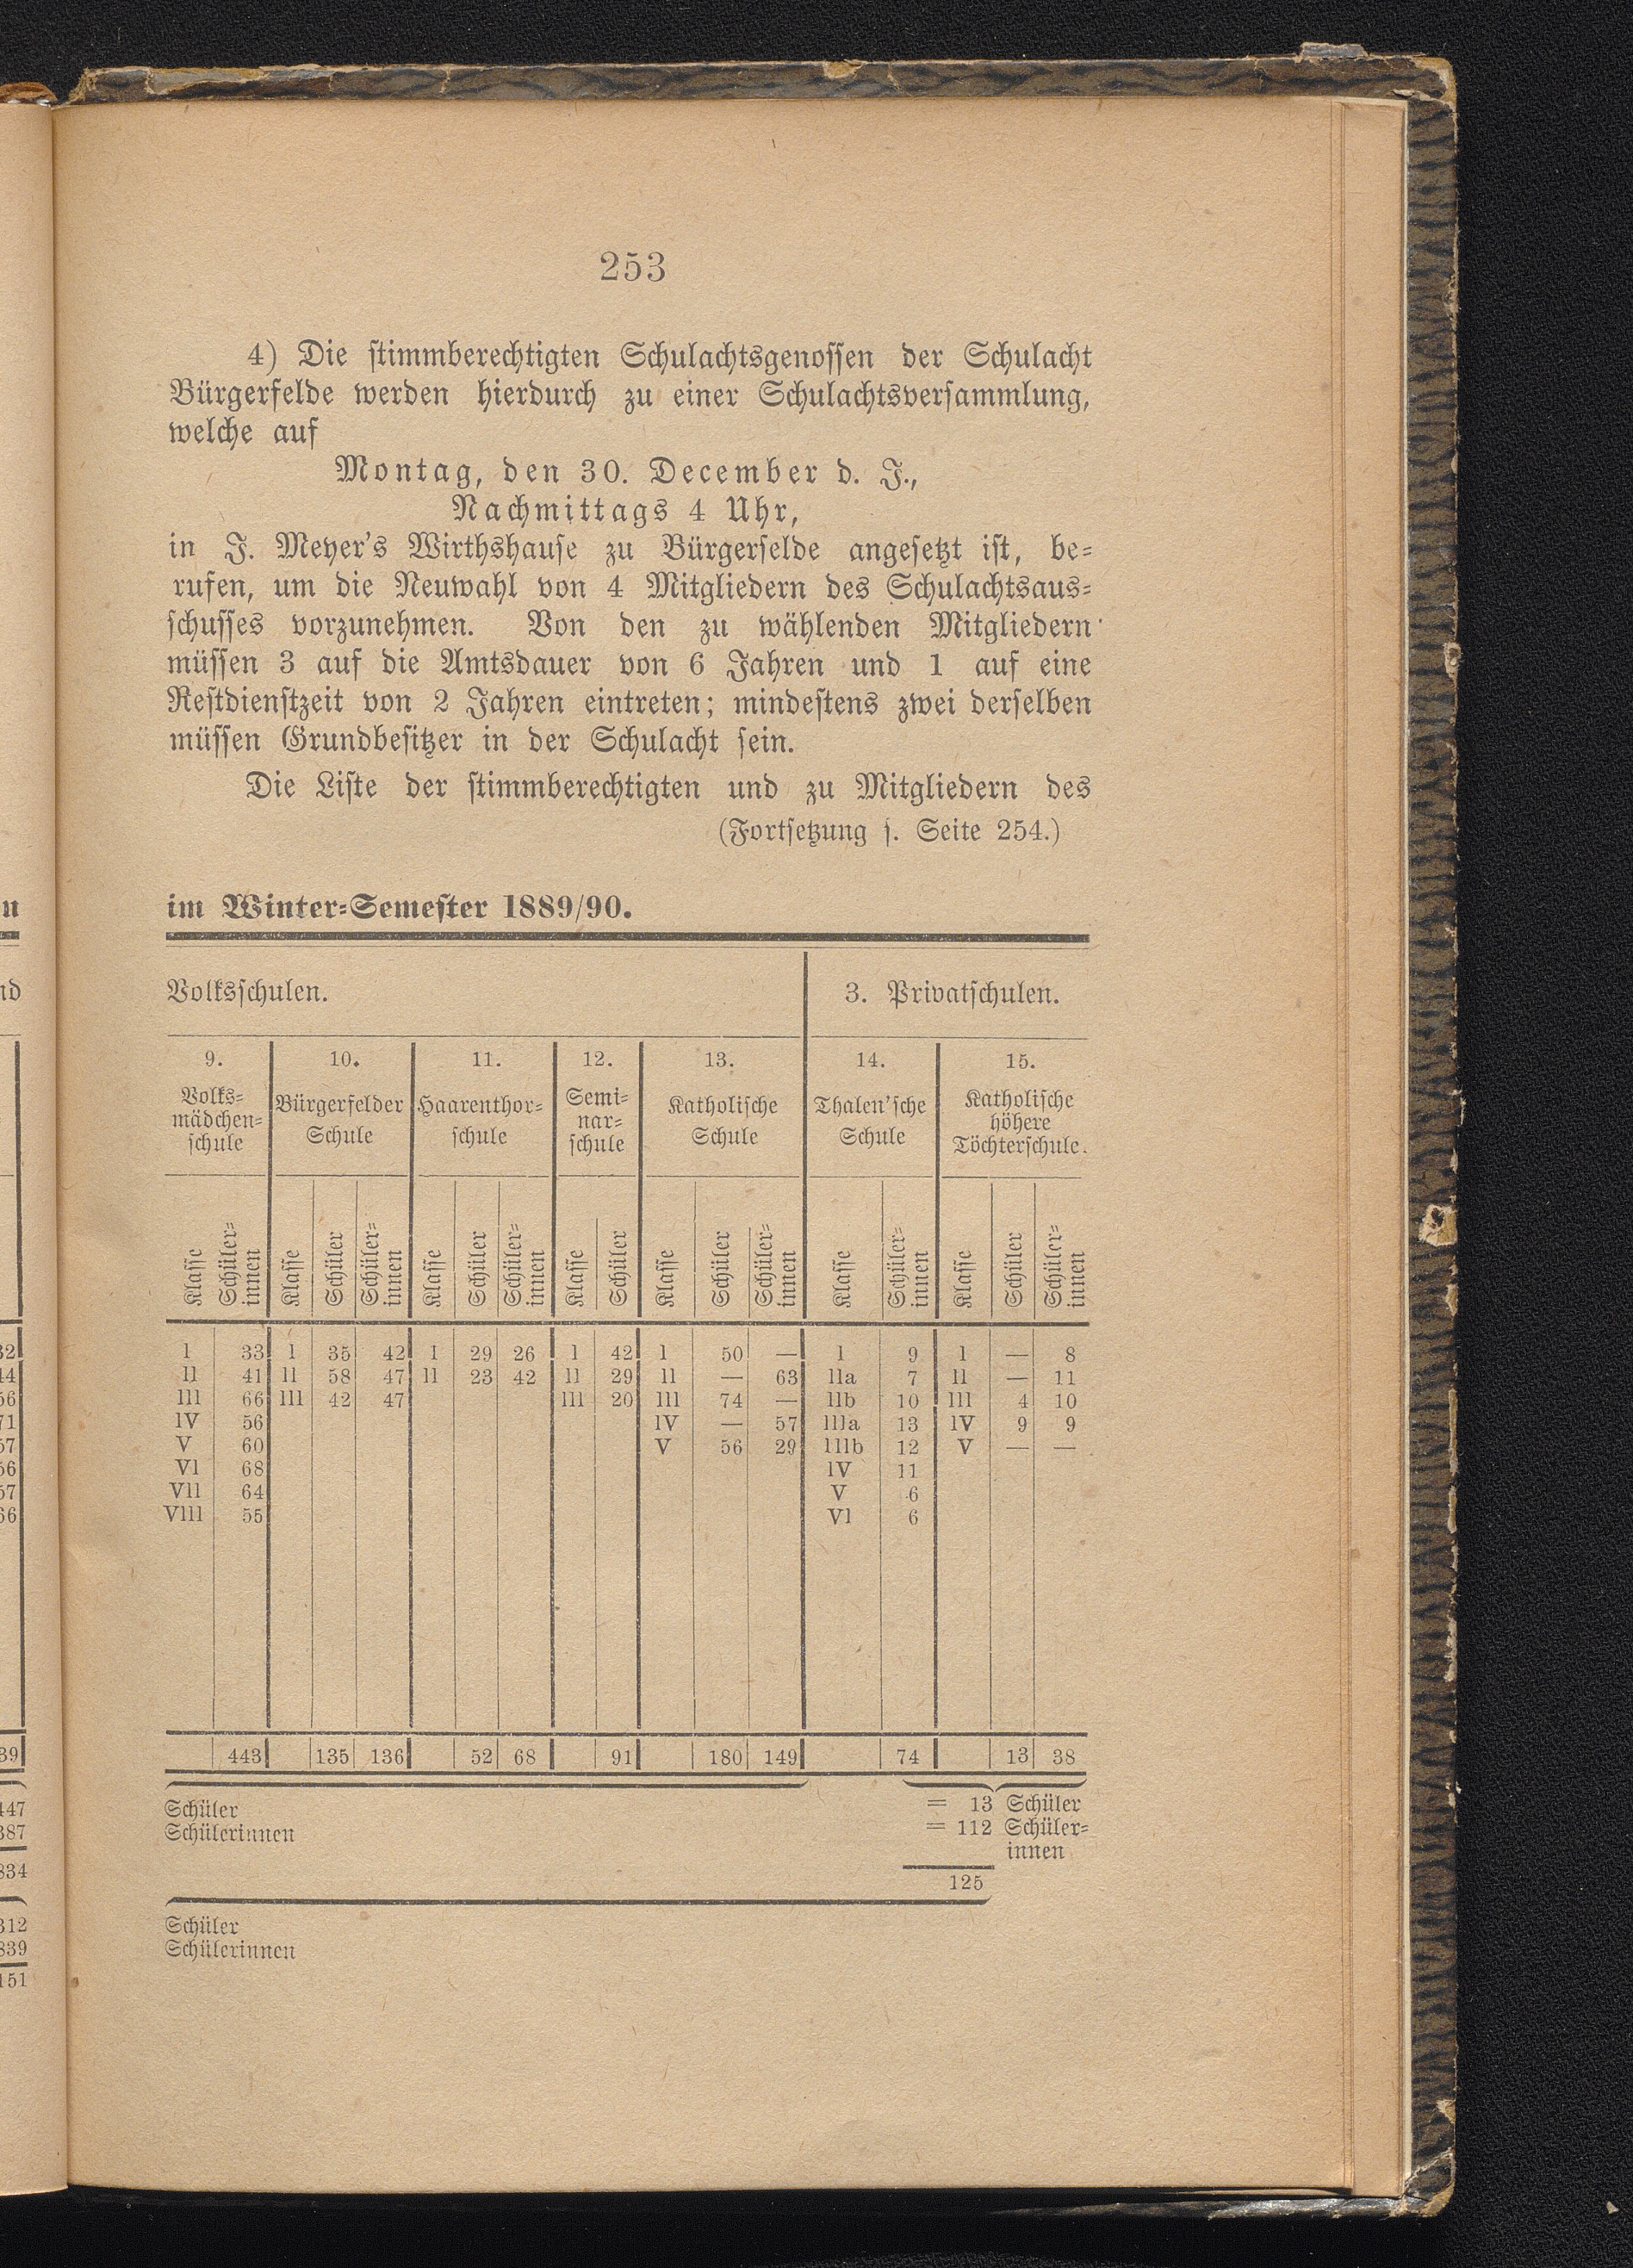 253
4) Die stimmberechtigten Schulachtsgenossen der Schulacht
Bürgerfelde werden hierdurch zu einer Schulachtsversammlung,
welche auf
Montag, den 30. December d. J.,
Nachmittags 4 Uhr,
in J. Meyer's Wirthshause zu Bürgerfelde angesetzt ist, be-
rufen, um die Neuwahl von 4 Mitgliedern des Schulachtsaus-
schusses vorzunehmen. Von den zu wählenden Mitgliedern
müssen 3 auf die Amtsdauer von 6 Jahren und 1 auf eine
Restdienstzeit von 2 Jahren eintreten; mindestens zwei derselben
müssen Grundbesitzer in der Schulacht sein.
Die Liste der stimmberechtigten und zu Mitgliedern des
(Fortsetzung s. Seite 254.)
im Winter-Semester 1889/90.
Volksschulen. 3. Privatschulen.
9. 10. 11. 12. 13. 14. 15.
Volks-
mädchen-
schule
Bürgerfelder
Schule
Haarenthor-
schule
Semi-
nar-
schule
Katholische
Schule
Thalen'sche
Schule
Katholische
höhere
Töchterschule.
Klasse Schüler-innen Klasse Schüler Schüler-innen Klasse Schüler Schüler-innen Klasse Schüler Klasse Schüler Schüler-innen Klasse Schüler-innen Klasse Schüler Schüler-innen
I 33 I 35 42 I 29 26 I 42 I 50 — I 9 I — 8
II 41 II 58 47 II 23 42 II 29 II — 63 IIa 7 II — 11
III 66 III 42 47 III 20 III 74 — IIb 10 III 4 10
IV 56 IV — 57 IIIa 13 IV 9 9
V 60 V 56 29 IIIb 12 V — —
VI 68 IV 11
VII 64 V 6
VIII 55 VI 6
443 135 136 52 68 91 180 149 74 13 38
Schüler = 13 Schüler
Schülerinnen = 112 Schüler-
innen
125
Schüler
Schülerinnen